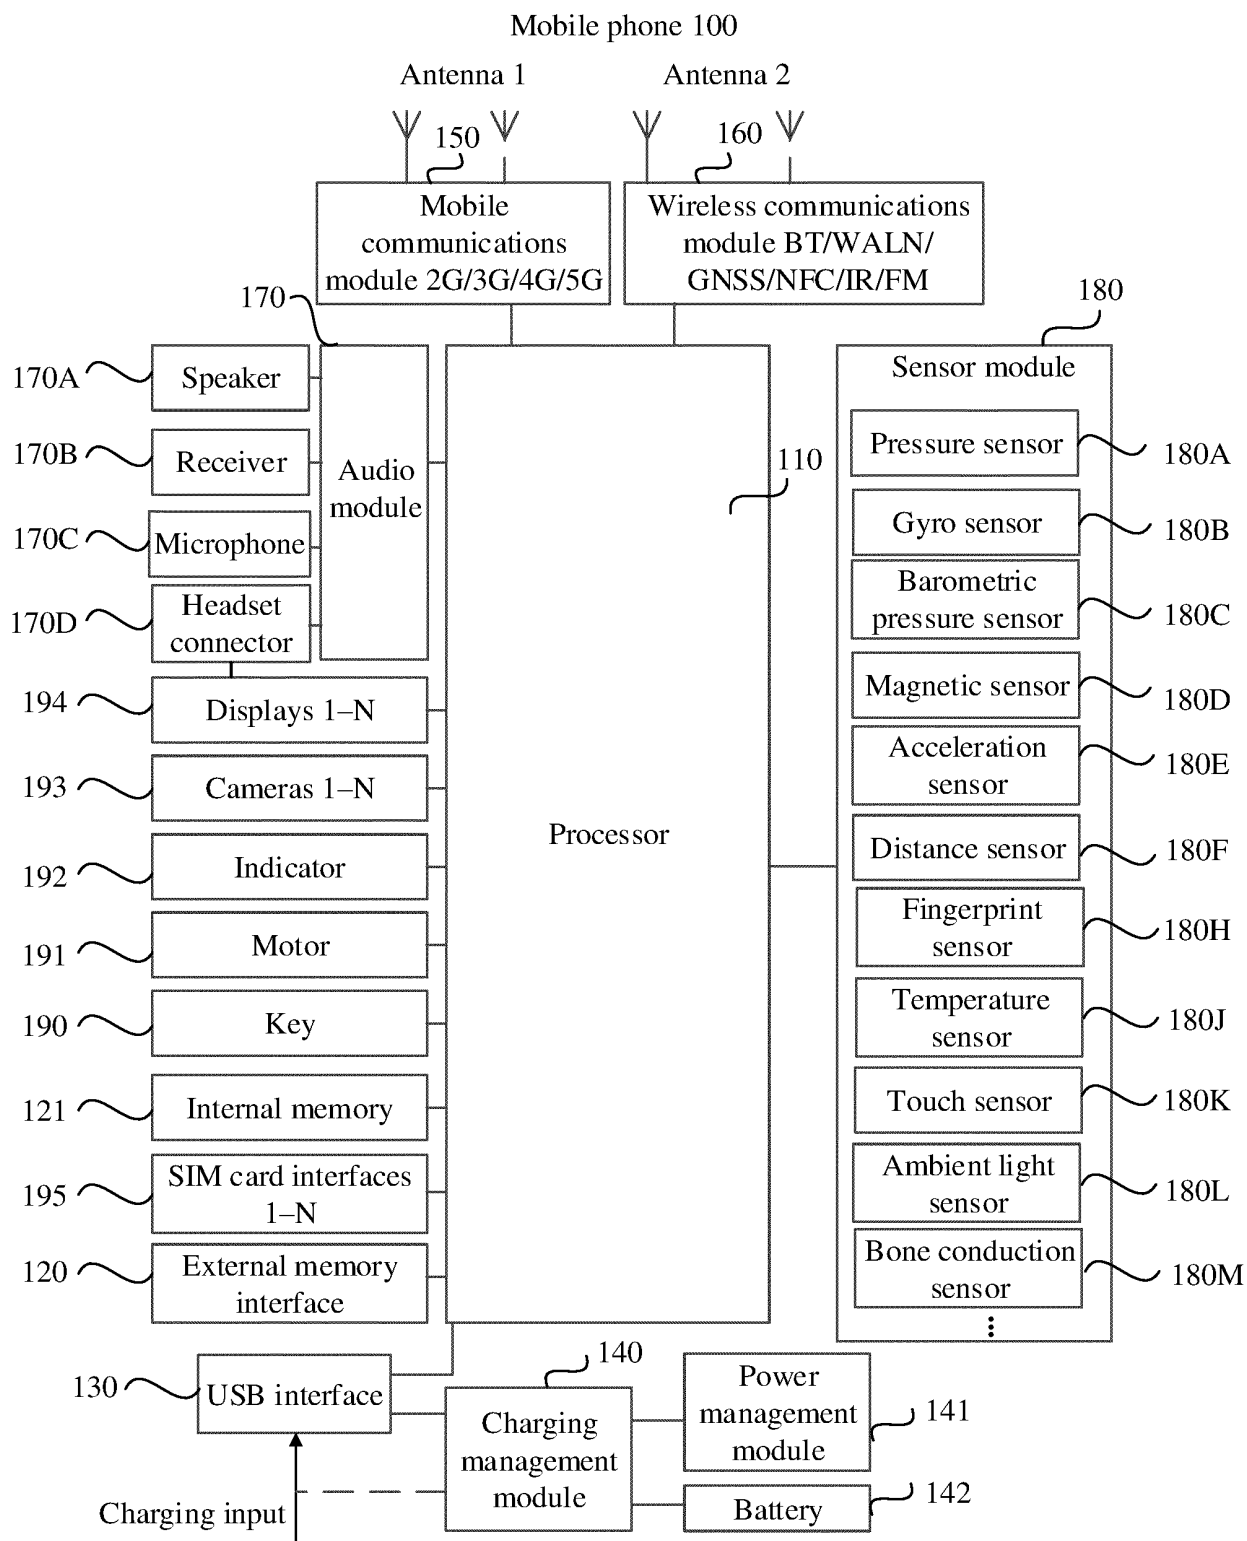 Mobile phone 100
Antenna 1
Antenna 2
150
160
Mobile
communications
module 2G/3G/4G/5G
Wireless communications
module BT/WALN/
GNSS/NFC/IR/FM
170
180
170A
Speaker
170B
Receiver
170C
Microphone
170D
Headset
connector
Audio
module
194
Displays 1–N
193
Cameras 1–N
192
Indicator
191
Motor
190
Key
121
Internal memory
195
SIM card interfaces
1–N
120
External memory
interface
110
Processor
Sensor module
Pressure sensor
180A
Gyro sensor
180B
Barometric
pressure sensor
180C
Magnetic sensor
180D
Acceleration
sensor
180E
Distance sensor
180F
Fingerprint
sensor
180H
Temperature
sensor
180J
Touch sensor
180K
Ambient light
sensor
180L
Bone conduction
sensor
180M
130
USB interface
140
Charging
management
module
Power
management
module
141
Battery
142
Charging input